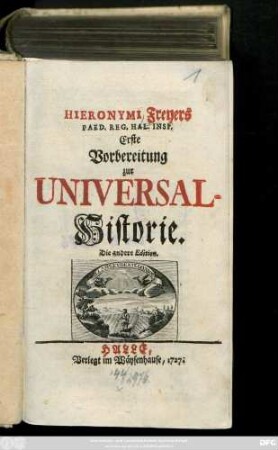 1
HIERONYMI Freyers
PAED. REG. HAL. INSP.
Erste
Vorbereitung
zur
UNIVERSAL-
Historie.
Die andere Edition.
HALLE,
Verlegt im Wäysenhause, 1727.